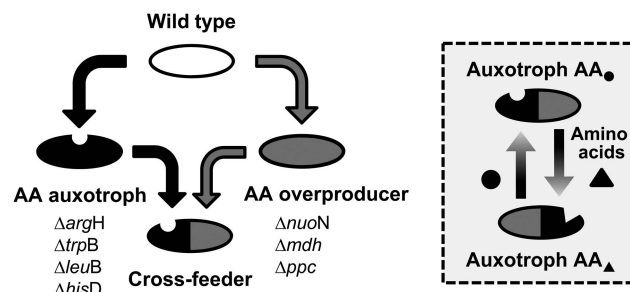 Wild type
AA auxotroph
ΔargH
ΔtrpB
ΔleuB
ΔhisD
AA overproducer
ΔnuoN
Δmdh
Δppc
Cross-feeder
Auxotroph AA●
Amino
acids
Auxotroph AA▲